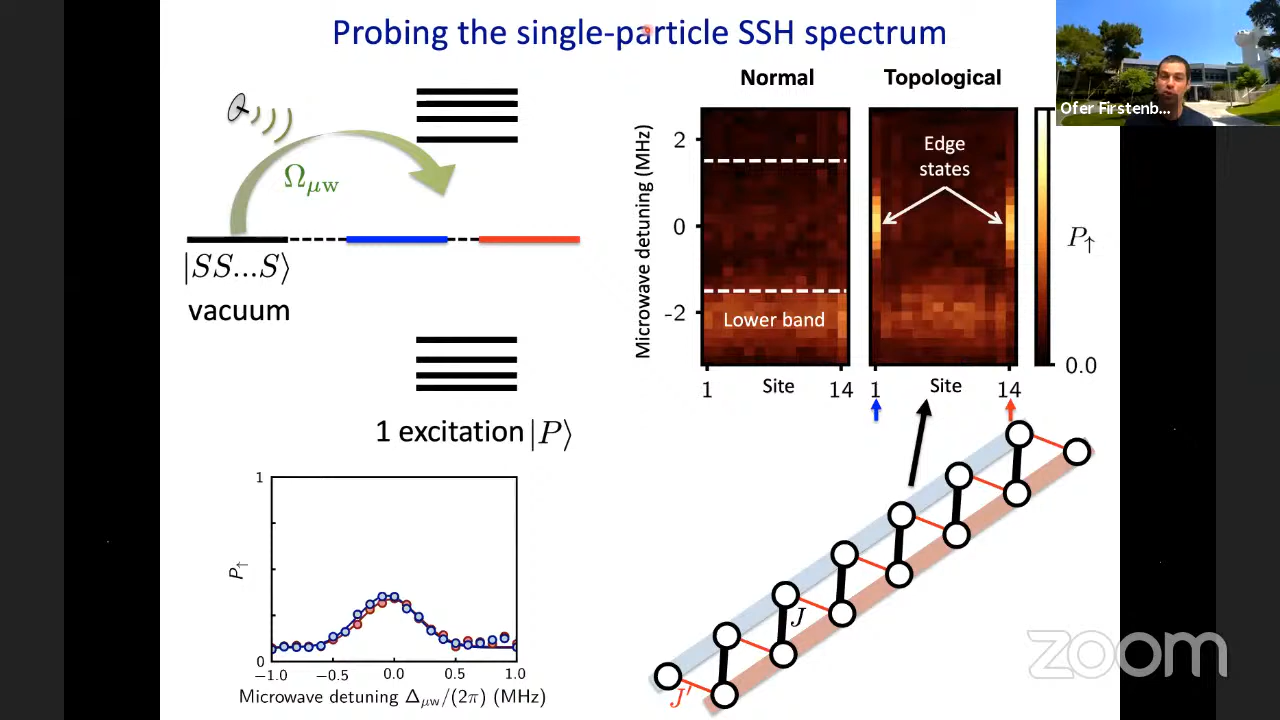 Probing the single-particle SSH spectrum
Ω_μw
|SS...S⟩
vacuum
1 excitation |P⟩
1
P↑
0
−1.0
−0.5
0.0
0.5
1.0
Microwave detuning Δ_μw/(2π) (MHz)
Normal
Topological
Microwave detuning (MHz)
2
0
-2
Edge
states
Lower band
1
Site
14
1
Site
14
P↑
0.0
J
J′
Ofer Firstenb...
zoom